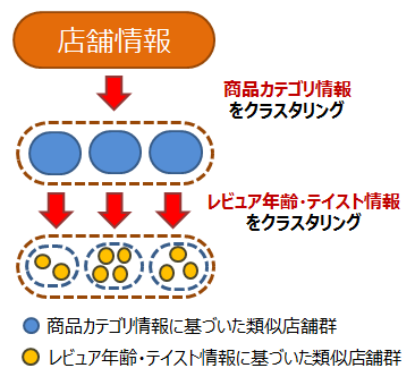 店舗情報
商品カテゴリ情報
をクラスタリング
レビュア年齢・テイスト情報
をクラスタリング
商品カテゴリ情報に基づいた類似店舗群
レビュア年齢・テイスト情報に基づいた類似店舗群